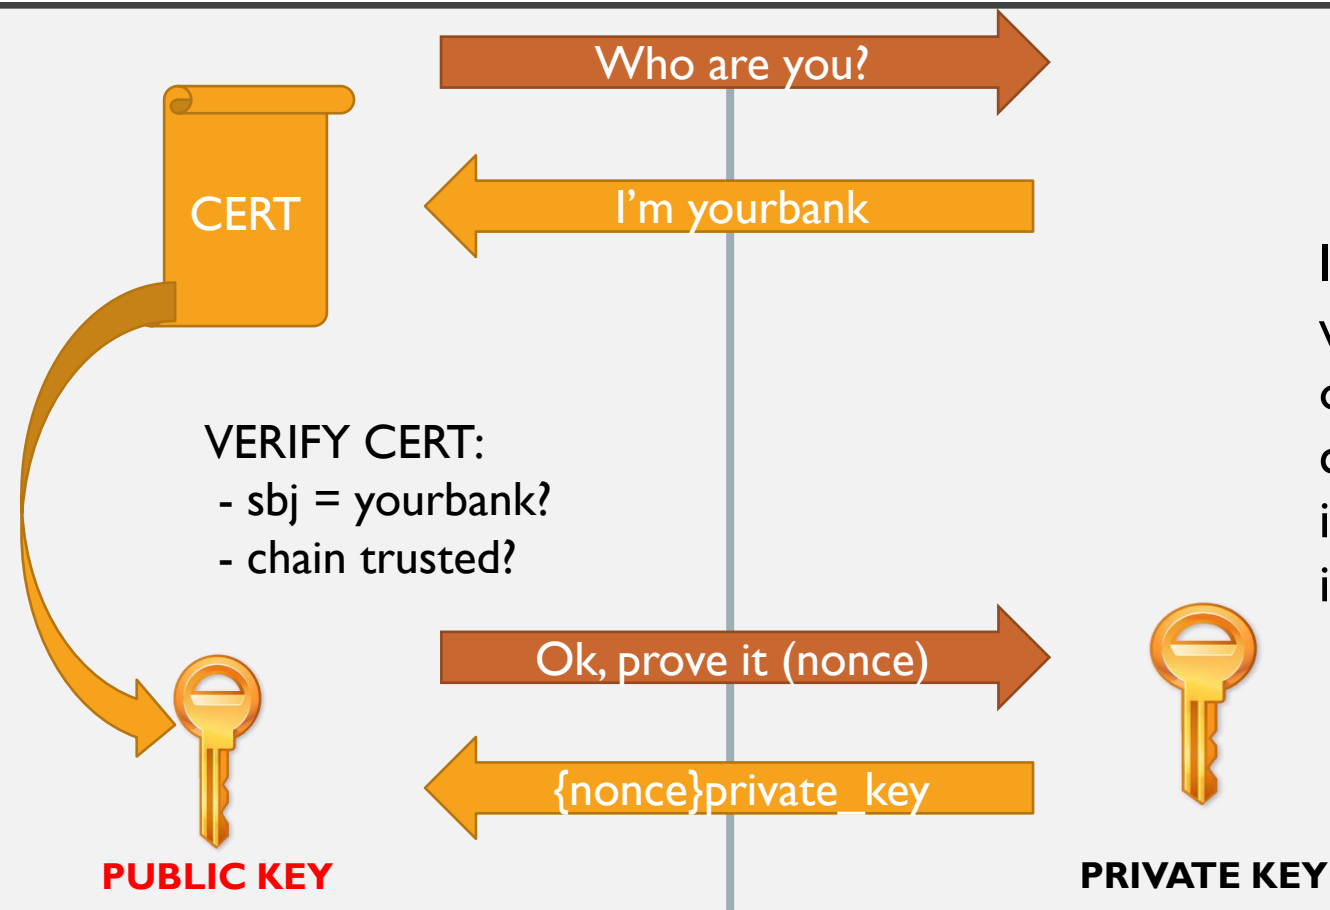 Who are you?
CERT
I'm yourbank
VERIFY CERT:
- sbj = yourbank?
- chain trusted?
Ok, prove it (nonce)
{nonce}private_key
PUBLIC KEY
PRIVATE KEY